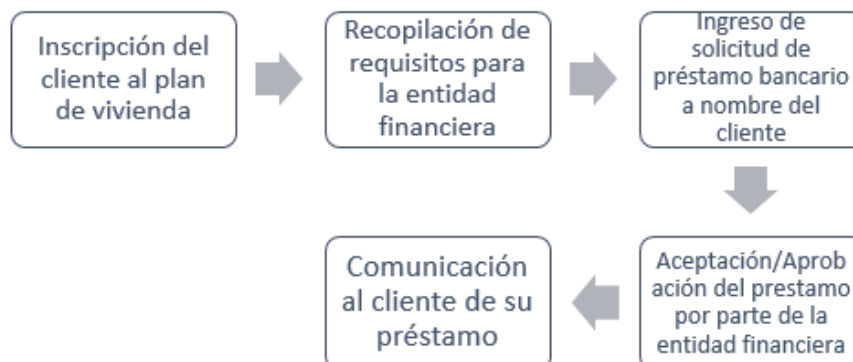 Inscripción del
cliente al plan
de vivienda
Recopilación de
requisitos para
la entidad
financiera
Ingreso de
solicitud de
préstamo bancario
a nombre del
cliente
Aceptación/Aprob
ación del prestamo
por parte de la
entidad financiera
Comunicación
al cliente de su
préstamo